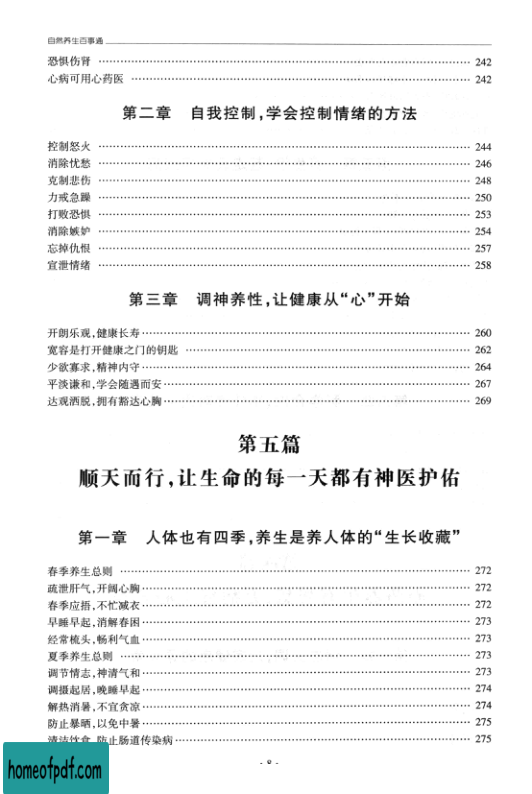 自然养生百事通
恐惧伤肾 ………………………………………… 242
心病可用心药医 ………………………………………… 242
第二章 自我控制,学会控制情绪的方法
控制怒火 ………………………………………… 244
消除忧愁 ………………………………………… 246
克制悲伤 ………………………………………… 248
力戒急躁 ………………………………………… 250
打败恐惧 ………………………………………… 253
消除嫉妒 ………………………………………… 254
忘掉仇恨 ………………………………………… 257
宣泄情绪 ………………………………………… 258
第三章 调神养性,让健康从“心”开始
开朗乐观,健康长寿 ………………………………………… 260
宽容是打开健康之门的钥匙 ………………………………………… 262
少欲寡求,精神内守 ………………………………………… 264
平淡谦和,学会随遇而安 ………………………………………… 267
达观洒脱,拥有豁达心胸 ………………………………………… 269
第五篇
顺天而行,让生命的每一天都有神医护佑
第一章 人体也有四季,养生是养人体的“生长收藏”
春季养生总则 ………………………………………… 272
疏泄肝气,开阔心胸 ………………………………………… 272
春季应捂,不忙减衣 ………………………………………… 272
早睡早起,消解春困 ………………………………………… 273
经常梳头,畅利气血 ………………………………………… 273
夏季养生总则 ………………………………………… 273
调节情志,神清气和 ………………………………………… 273
调摄起居,晚睡早起 ………………………………………… 274
解热消暑,不宜贪凉 ………………………………………… 274
防止暴晒,以免中暑 ………………………………………… 275
清洁饮食,防止肠道传染病 ………………………………………… 275
homeofpdf.com